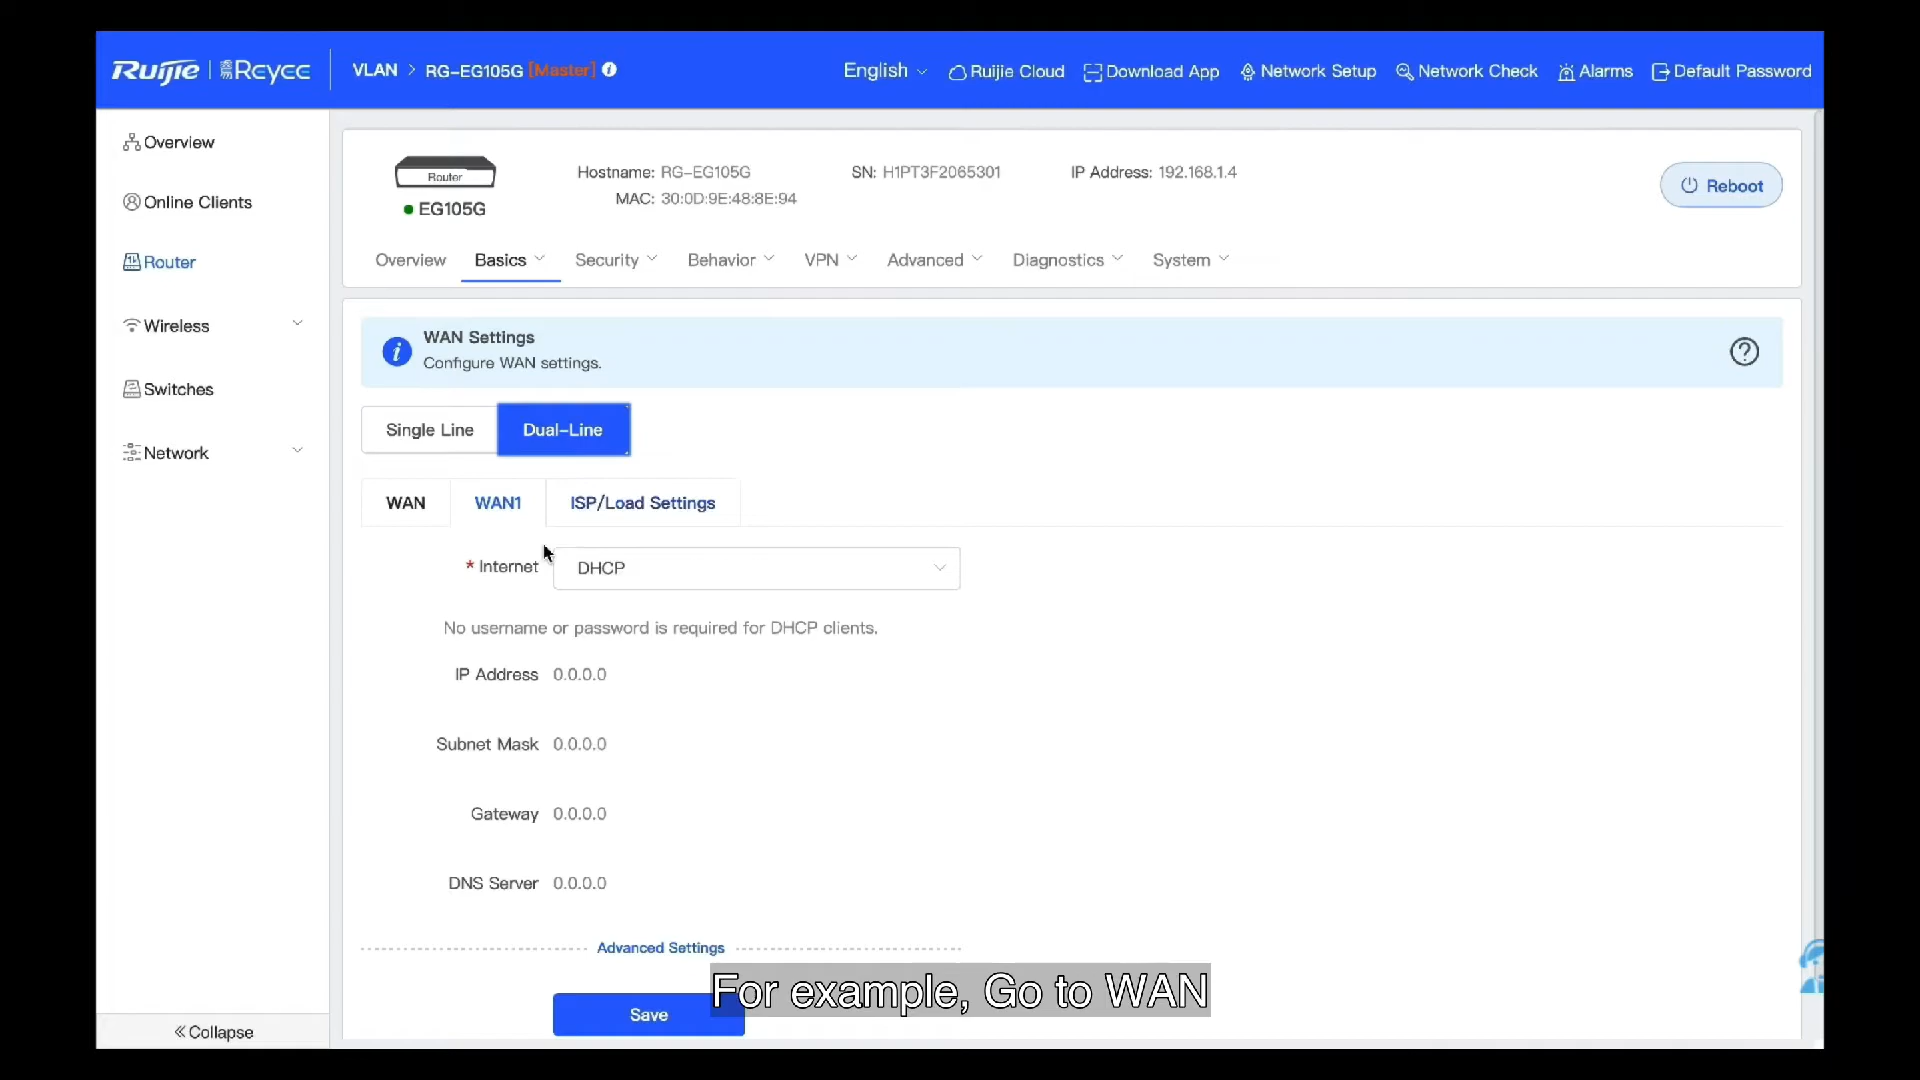 Ruijie | Reyee
VLAN > RG-EG105G [Master]
English
Ruijie Cloud
Download App
Network Setup
Network Check
Alarms
Default Password
Overview
Online Clients
Router
Wireless
Switches
Network
Collapse
Router
EG105G
Hostname: RG-EG105G
SN: H1PT3F2065301
IP Address: 192.168.1.4
MAC: 30:0D:9E:48:8E:94
Reboot
Overview
Basics
Security
Behavior
VPN
Advanced
Diagnostics
System
WAN Settings
Configure WAN settings.
Single Line
Dual-Line
WAN
WAN1
ISP/Load Settings
* Internet
DHCP
No username or password is required for DHCP clients.
IP Address 0.0.0.0
Subnet Mask 0.0.0.0
Gateway 0.0.0.0
DNS Server 0.0.0.0
Advanced Settings
Save
For example, Go to WAN